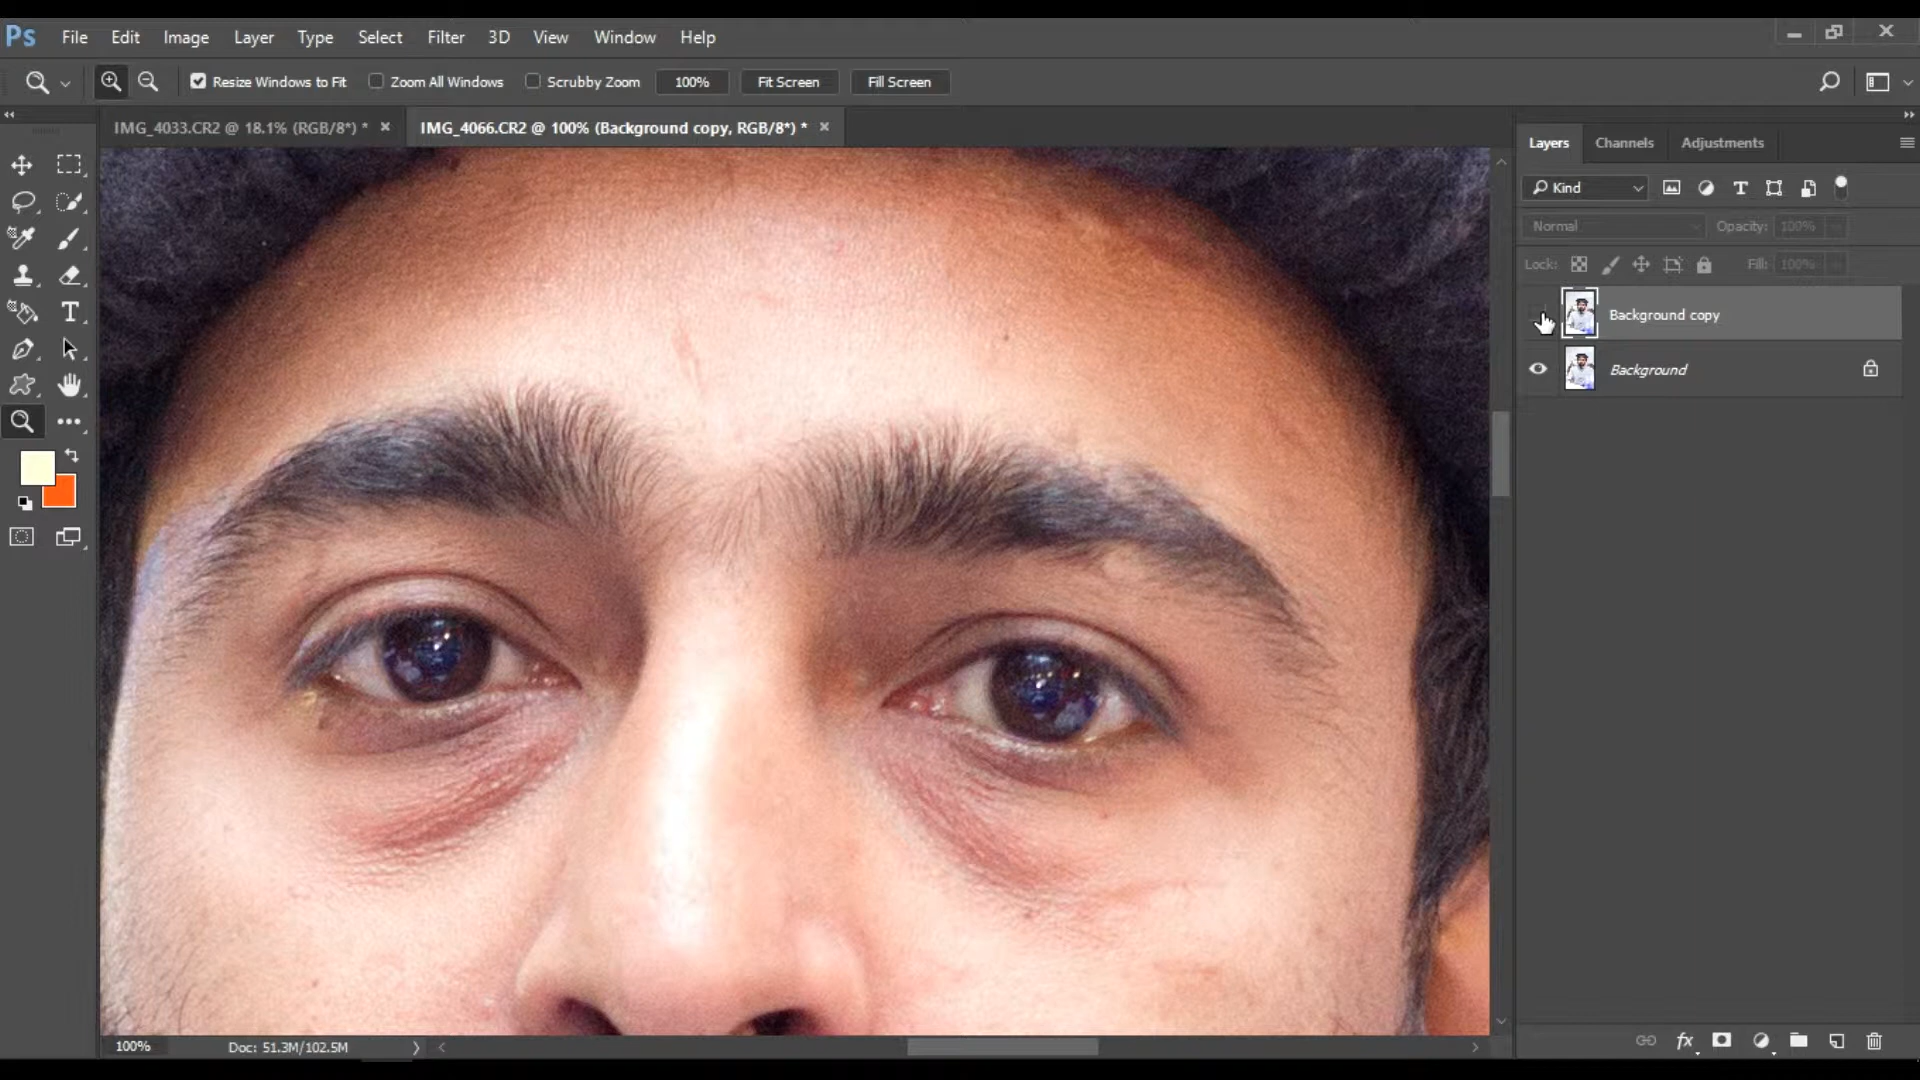 Ps File Edit Image Layer Type Select Filter 3D View Window Help
Resize Windows to Fit Zoom All Windows Scrubby Zoom 100% Fit Screen Fill Screen
IMG_4033.CR2 @ 18.1% (RGB/8*) * IMG_4066.CR2 @ 100% (Background copy, RGB/8*) *
Layers Channels Adjustments
Kind
Normal Opacity: 100%
Lock: Fill: 100%
Background copy
Background
100% Doc: 51.3M/102.5M